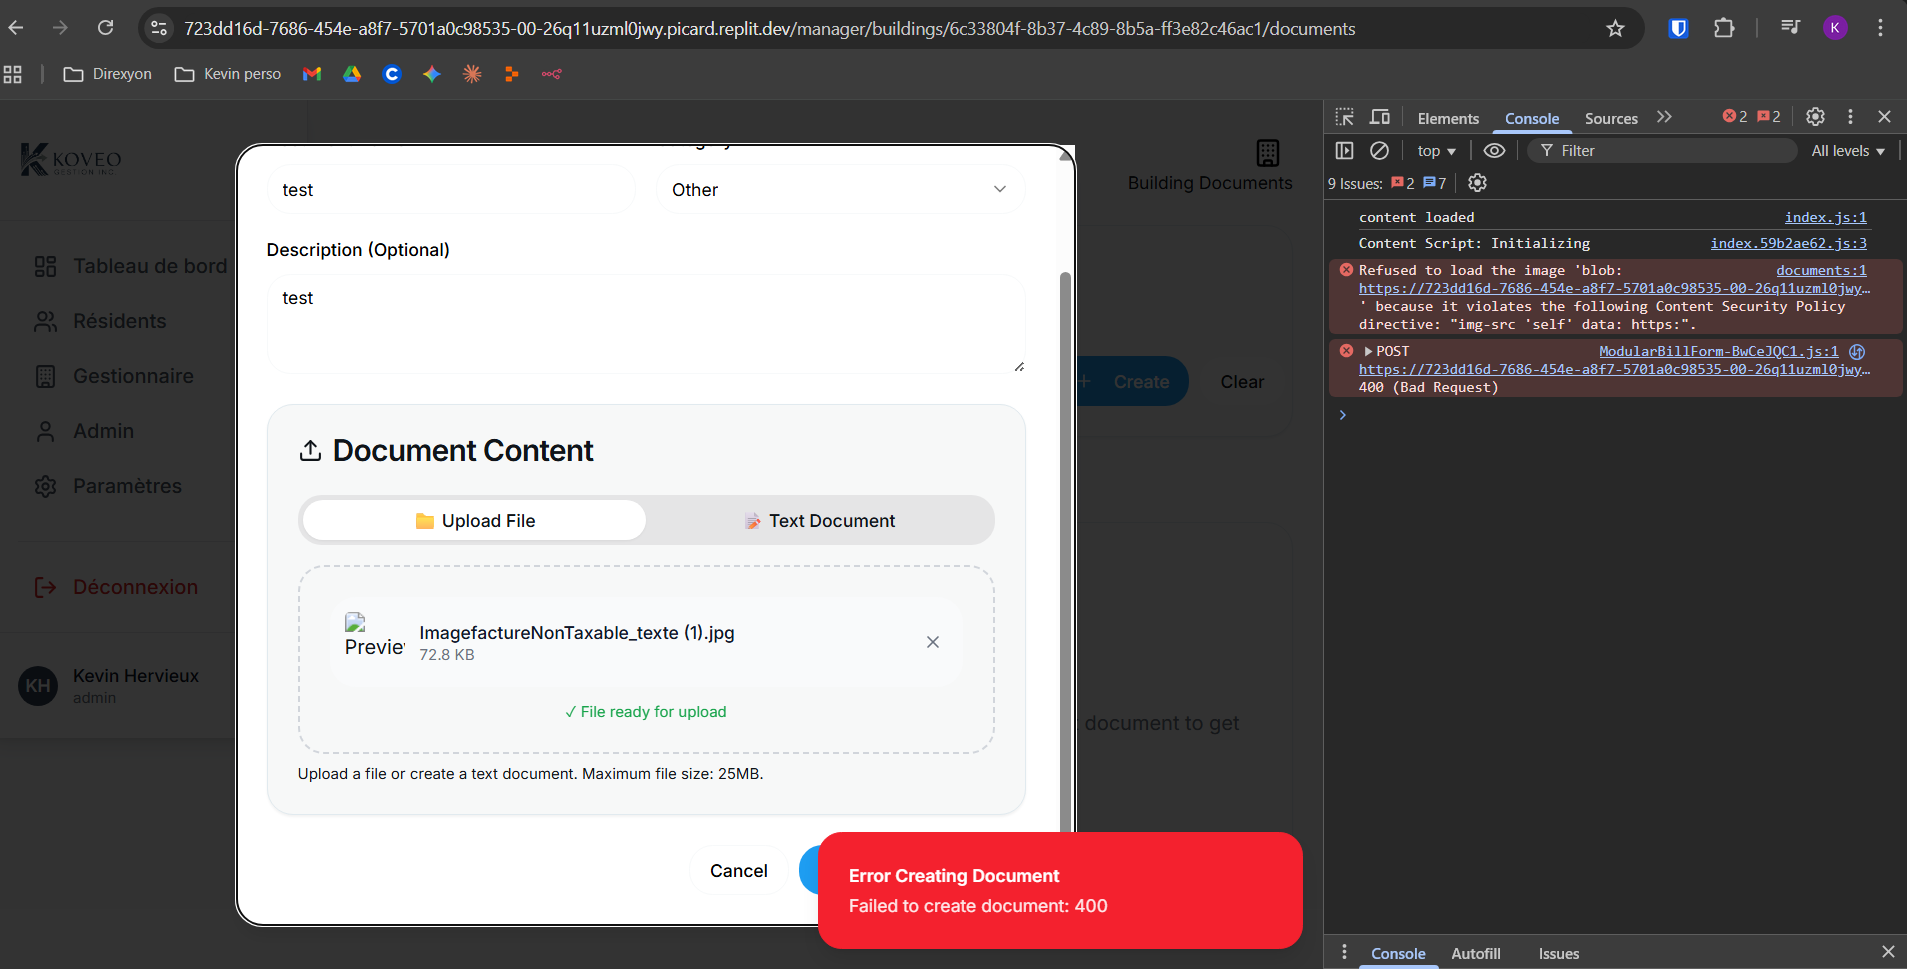 723dd16d-7686-454e-a8f7-5701a0c98535-00-26q11uzml0jwy.picard.replit.dev/manager/buildings/6c33804f-8b37-4c89-8b5a-ff3e82c46ac1/documents
K
Direxyon
Kevin perso
KOVEO
GESTION INC
Tableau de bord
Résidents
Gestionnaire
Admin
Paramètres
Déconnexion
KH
Kevin Hervieux
admin
test
Other
Description (Optional)
test
Document Content
Upload File
Text Document
Preview
ImagefactureNonTaxable_texte (1).jpg
72.8 KB
✓ File ready for upload
Upload a file or create a text document. Maximum file size: 25MB.
Cancel
Building Documents
+ Create
Clear
document to get
Error Creating Document
Failed to create document: 400
Elements
Console
Sources
2
2
top
Filter
All levels
9 Issues: 2 7
content loaded index.js:1
Content Script: Initializing index.59b2ae62.js:3
Refused to load the image 'blob: documents:1
https://723dd16d-7686-454e-a8f7-5701a0c98535-00-26q11uzml0jwy…
' because it violates the following Content Security Policy
directive: "img-src 'self' data: https:".
POST ModularBillForm-BwCeJQC1.js:1
https://723dd16d-7686-454e-a8f7-5701a0c98535-00-26q11uzml0jwy…
400 (Bad Request)
Console
Autofill
Issues